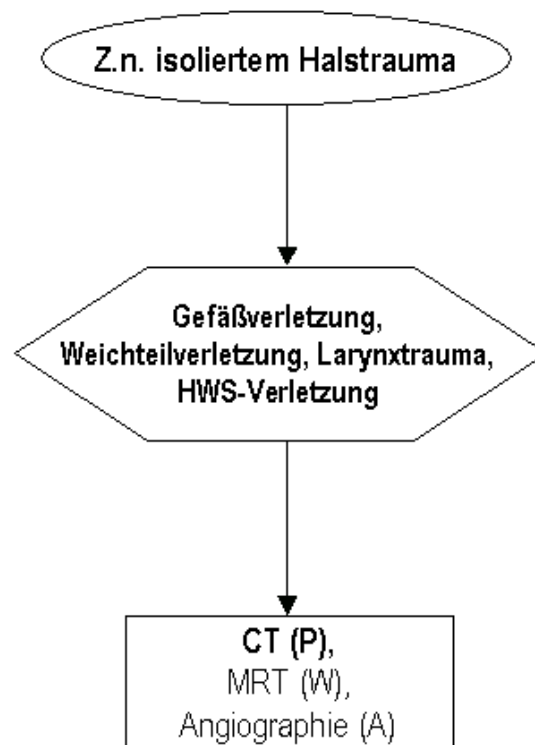 Z.n. isoliertem Halstrauma
Gefäßverletzung,
Weichteilverletzung, Larynxtrauma,
HWS-Verletzung
CT (P),
MRT (W),
Angiographie (A)